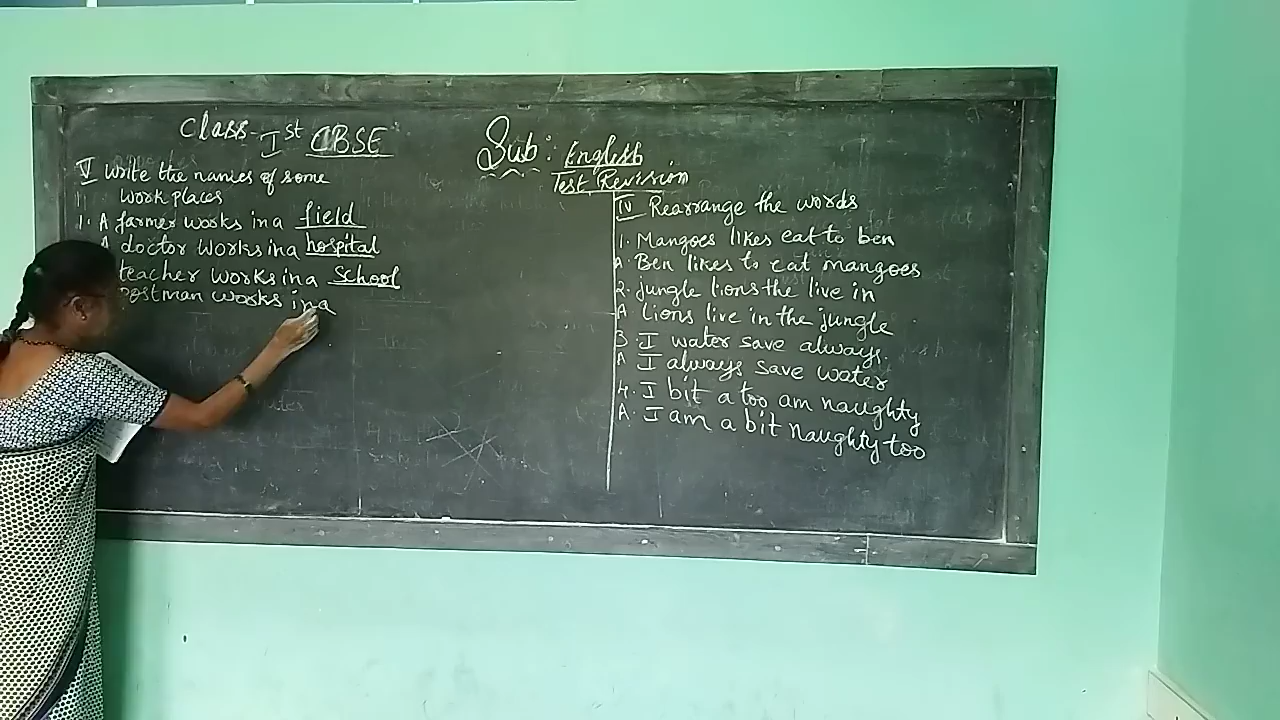 Class - Ist CBSE
Sub: English
Test Revision
V Write the names of some
work places
1. A farmer works in a field
A doctor works in a hospital
teacher works in a school
Postman works in a
IV Rearrange the words
1. Mangoes likes eat to ben
A. Ben likes to eat mangoes
2. jungle lions the live in
A lions live in the jungle
3. I water save always.
A I always save water
4. I bit a too am naughty
A. I am a bit naughty too